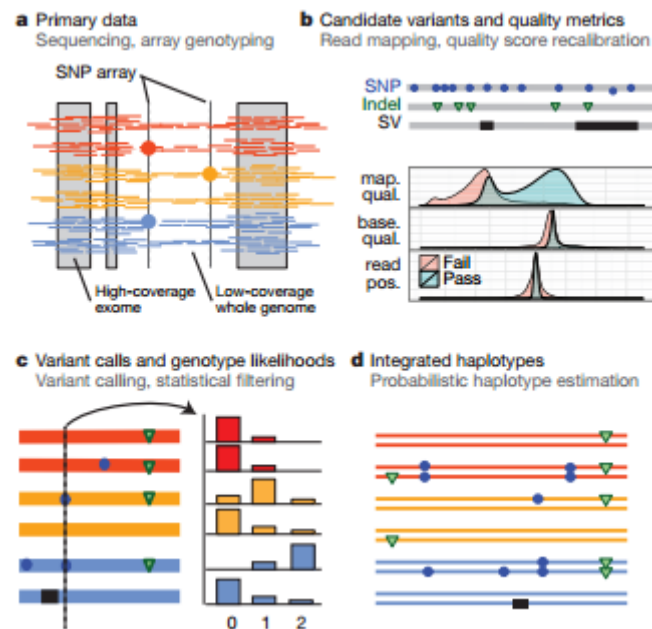 a Primary data
Sequencing, array genotyping
SNP array
High-coverage
exome
Low-coverage
whole genome
b Candidate variants and quality metrics
Read mapping, quality score recalibration
SNP
Indel
SV
map.
qual.
base.
qual.
read
pos.
Fail
Pass
c Variant calls and genotype likelihoods
Variant calling, statistical filtering
0 1 2
d Integrated haplotypes
Probabilistic haplotype estimation